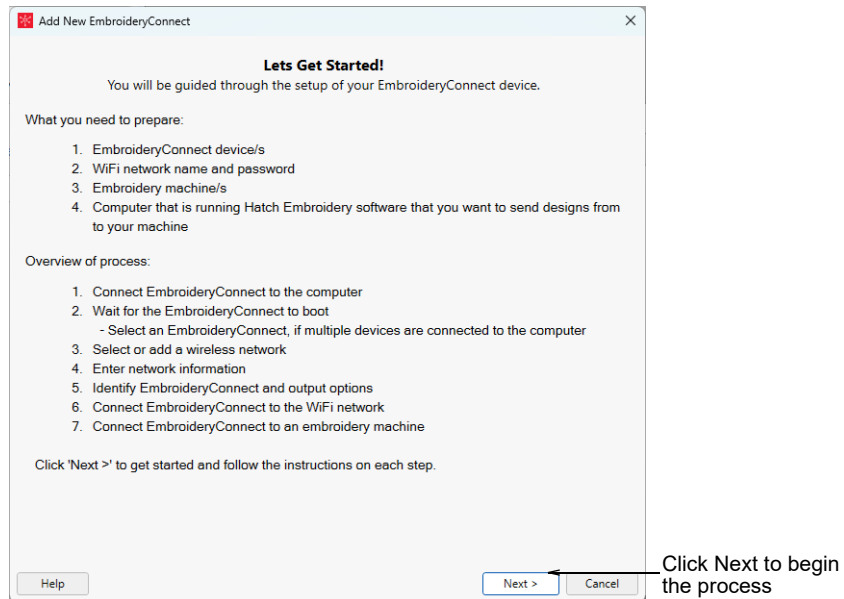 Add New EmbroideryConnect
Lets Get Started!
You will be guided through the setup of your EmbroideryConnect device.
What you need to prepare:
1. EmbroideryConnect device/s
2. WiFi network name and password
3. Embroidery machine/s
4. Computer that is running Hatch Embroidery software that you want to send designs from
to your machine
Overview of process:
1. Connect EmbroideryConnect to the computer
2. Wait for the EmbroideryConnect to boot
- Select an EmbroideryConnect, if multiple devices are connected to the computer
3. Select or add a wireless network
4. Enter network information
5. Identify EmbroideryConnect and output options
6. Connect EmbroideryConnect to the WiFi network
7. Connect EmbroideryConnect to an embroidery machine
Click 'Next >' to get started and follow the instructions on each step.
Help
Next >
Cancel
Click Next to begin
the process